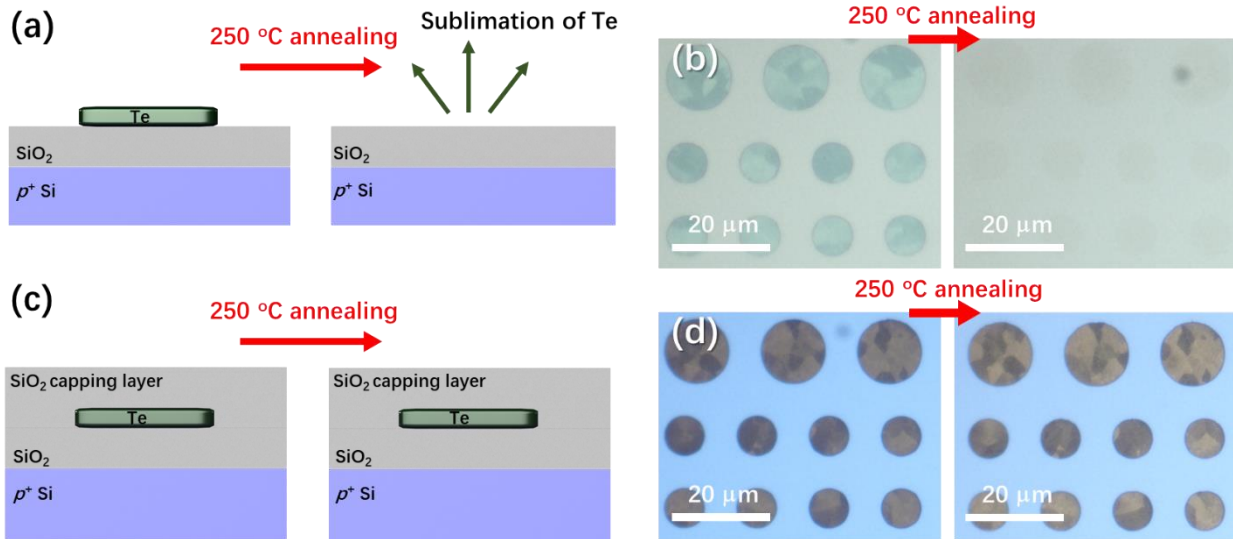 (a)
250 °C annealing
Sublimation of Te
Te
SiO₂
p⁺ Si
SiO₂
p⁺ Si
250 °C annealing
(b)
20 μm
20 μm
(c)
250 °C annealing
SiO₂ capping layer
Te
SiO₂
p⁺ Si
SiO₂ capping layer
Te
SiO₂
p⁺ Si
250 °C annealing
(d)
20 μm
20 μm